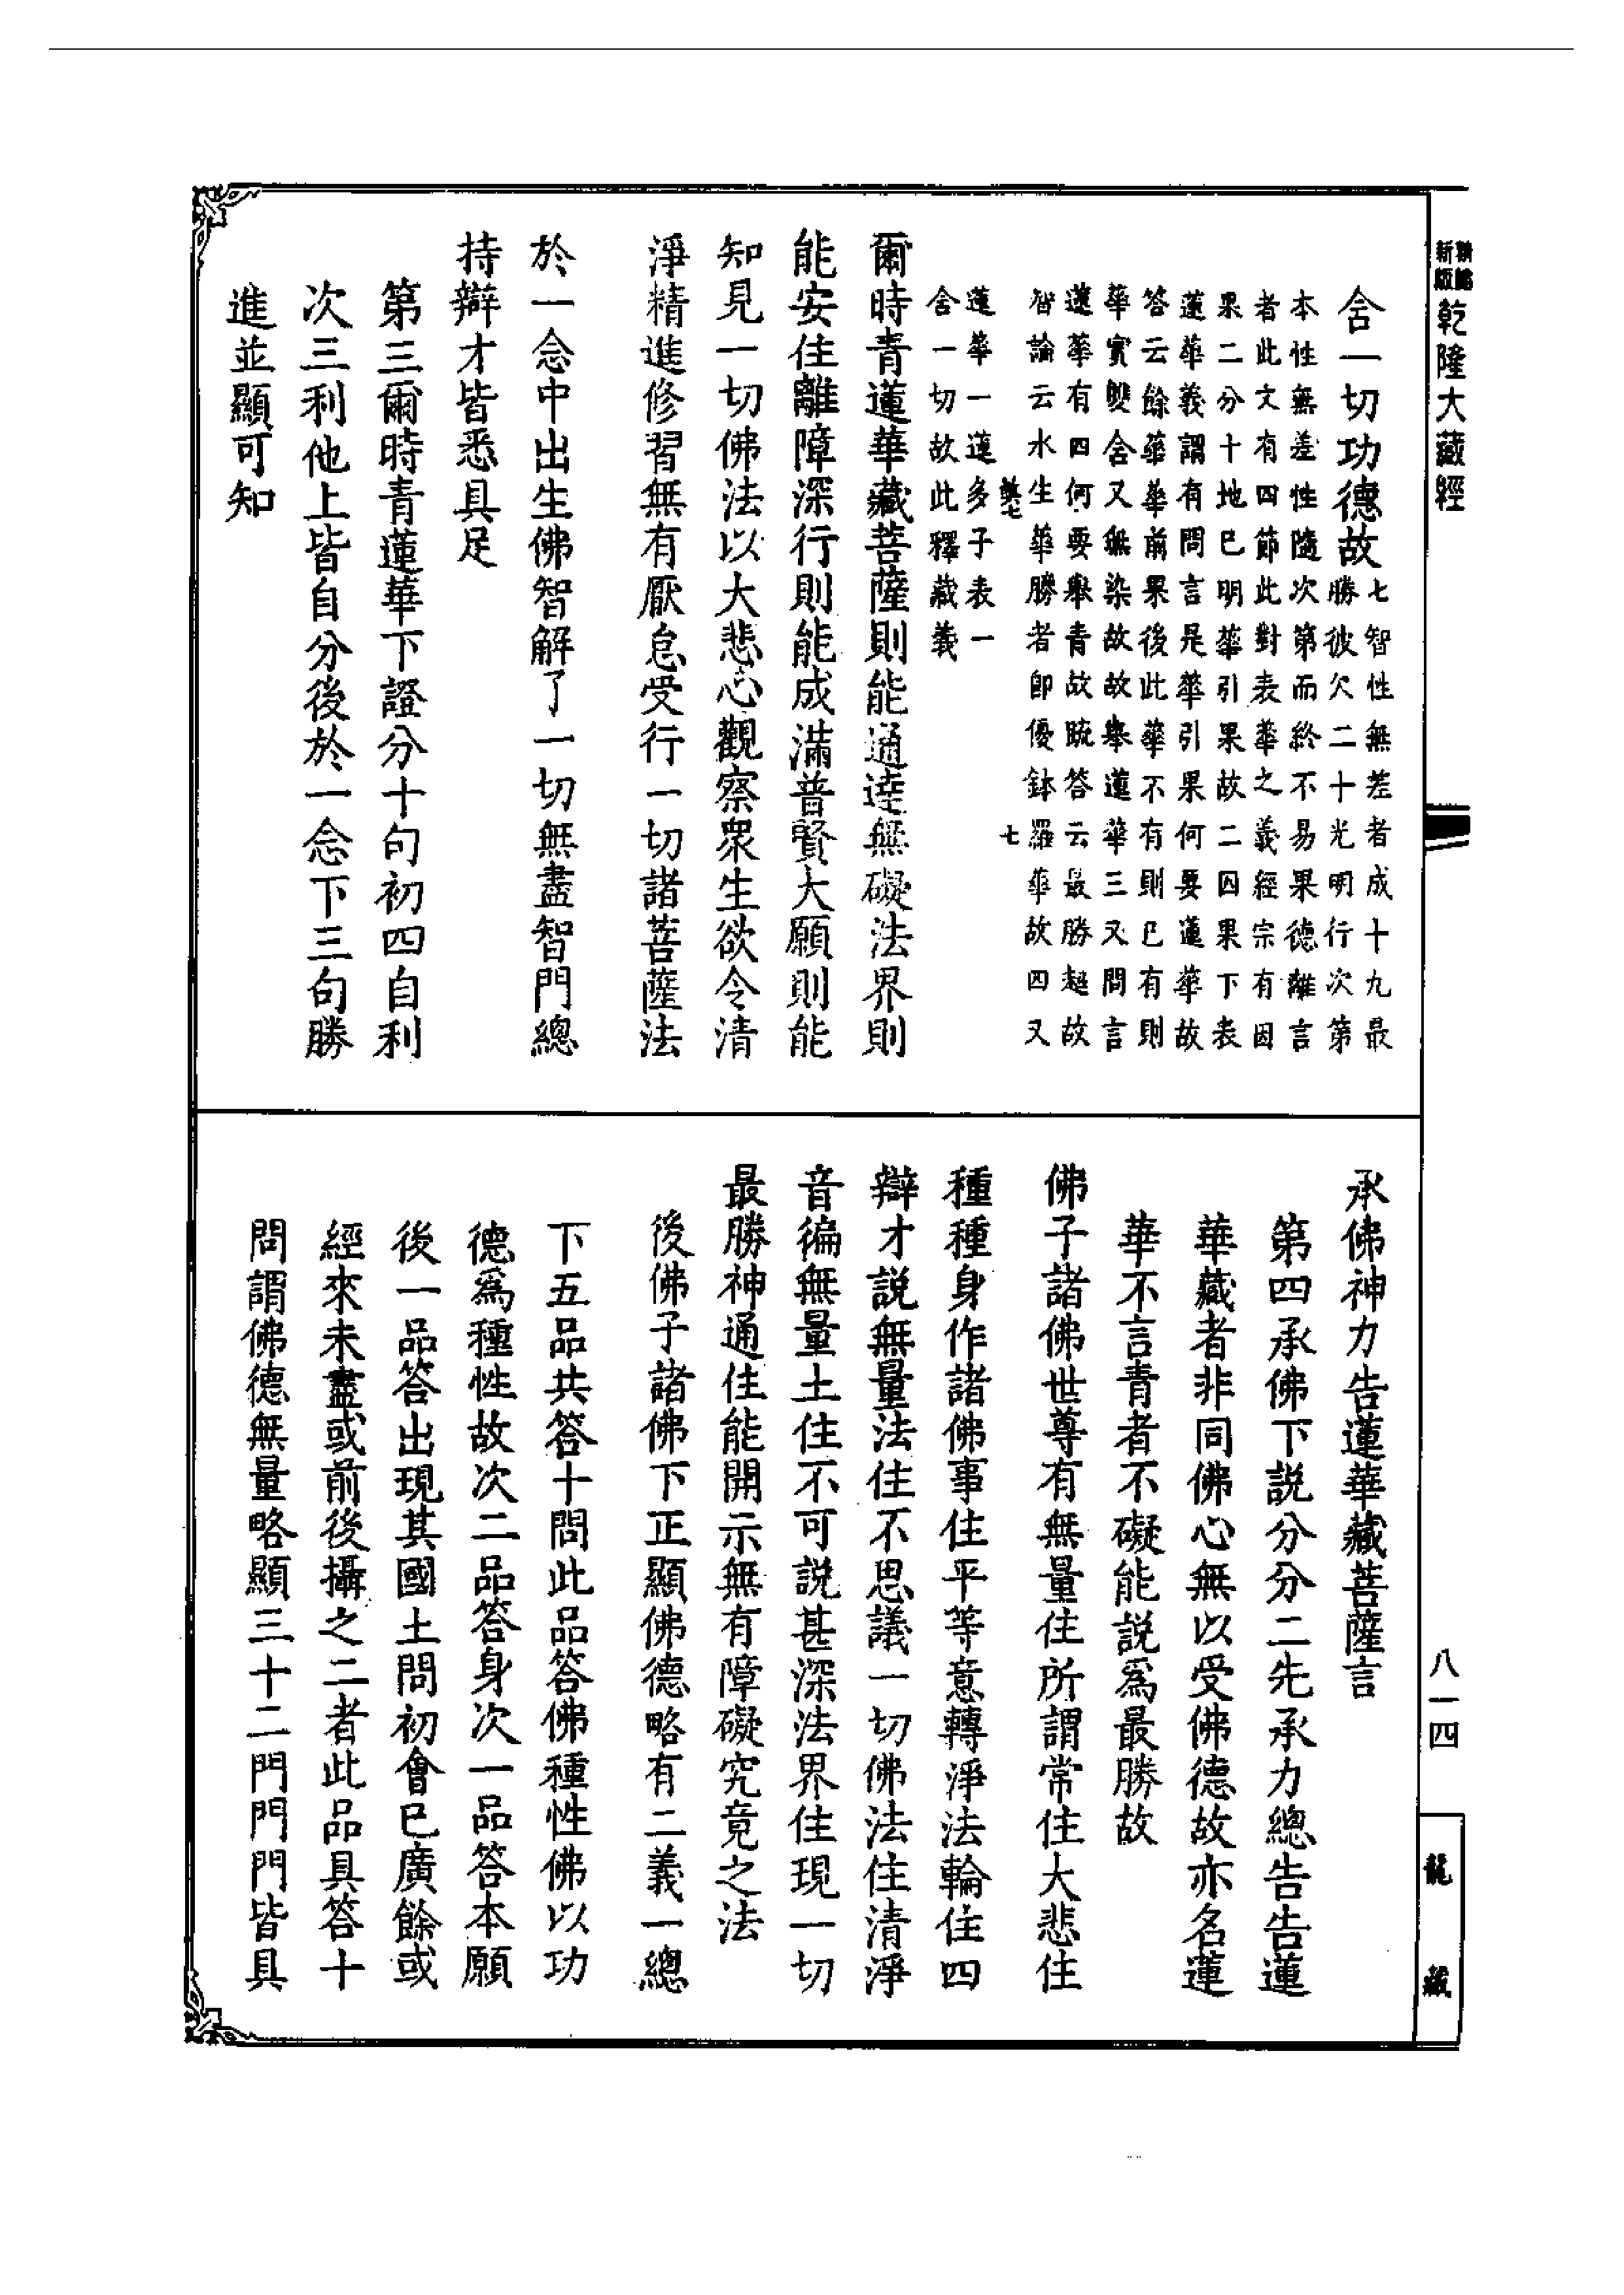 乾隆大藏經
含一切功德故七智性無差者成十九最
勝彼欠二十光明行次第
本性無差性隨次第而終不易果德離言
者此文有四節此對表華之義經宗有因
果二分十地已明華引果故二因果下表
蓮華義謂有問言是華引果何要蓮華故
答云餘華華前果後此華不有則已有則
華實雙含又無染故故舉蓮華三又問言
蓮華有四何要舉青故疏答云最勝超故
智論云水生華勝者即優鉢羅華故四又
七
蓮華一蓮多子表一
含一切故此釋藏義
爾時青蓮華藏菩薩則能通達無礙法界則
能安住離障深行則能成滿普賢大願則能
知見一切佛法以大悲心觀察衆生欲令清
淨精進修習無有厭怠受行一切諸菩薩法
於一念中出生佛智解了一切無盡智門總
持辯才皆悉具足
第三爾時青蓮華下證分十句初四自利
次三利他上皆自分後於一念下三句勝
進並顯可知
承佛神力告蓮華藏菩薩言
第四承佛下説分分二先承力總告告蓮
華藏者非同佛心無以受佛德故亦名蓮
華不言青者不礙能説爲最勝故
佛子諸佛世尊有無量住所謂常住大悲住
種種身作諸佛事住平等意轉淨法輪住四
辯才説無量法住不思議一切佛法住清淨
音徧無量土住不可説甚深法界住現一切
最勝神通住能開示無有障礙究竟之法
後佛子諸佛下正顯佛德略有二義一總
下五品共答十問此品答佛種性佛以功
德爲種性故次二品答身次一品答本願
後一品答出現其國土問初會已廣餘或
經來未盡或前後攝之二者此品具答十
問謂佛德無量略顯三十二門門門皆具
八一四
龍藏